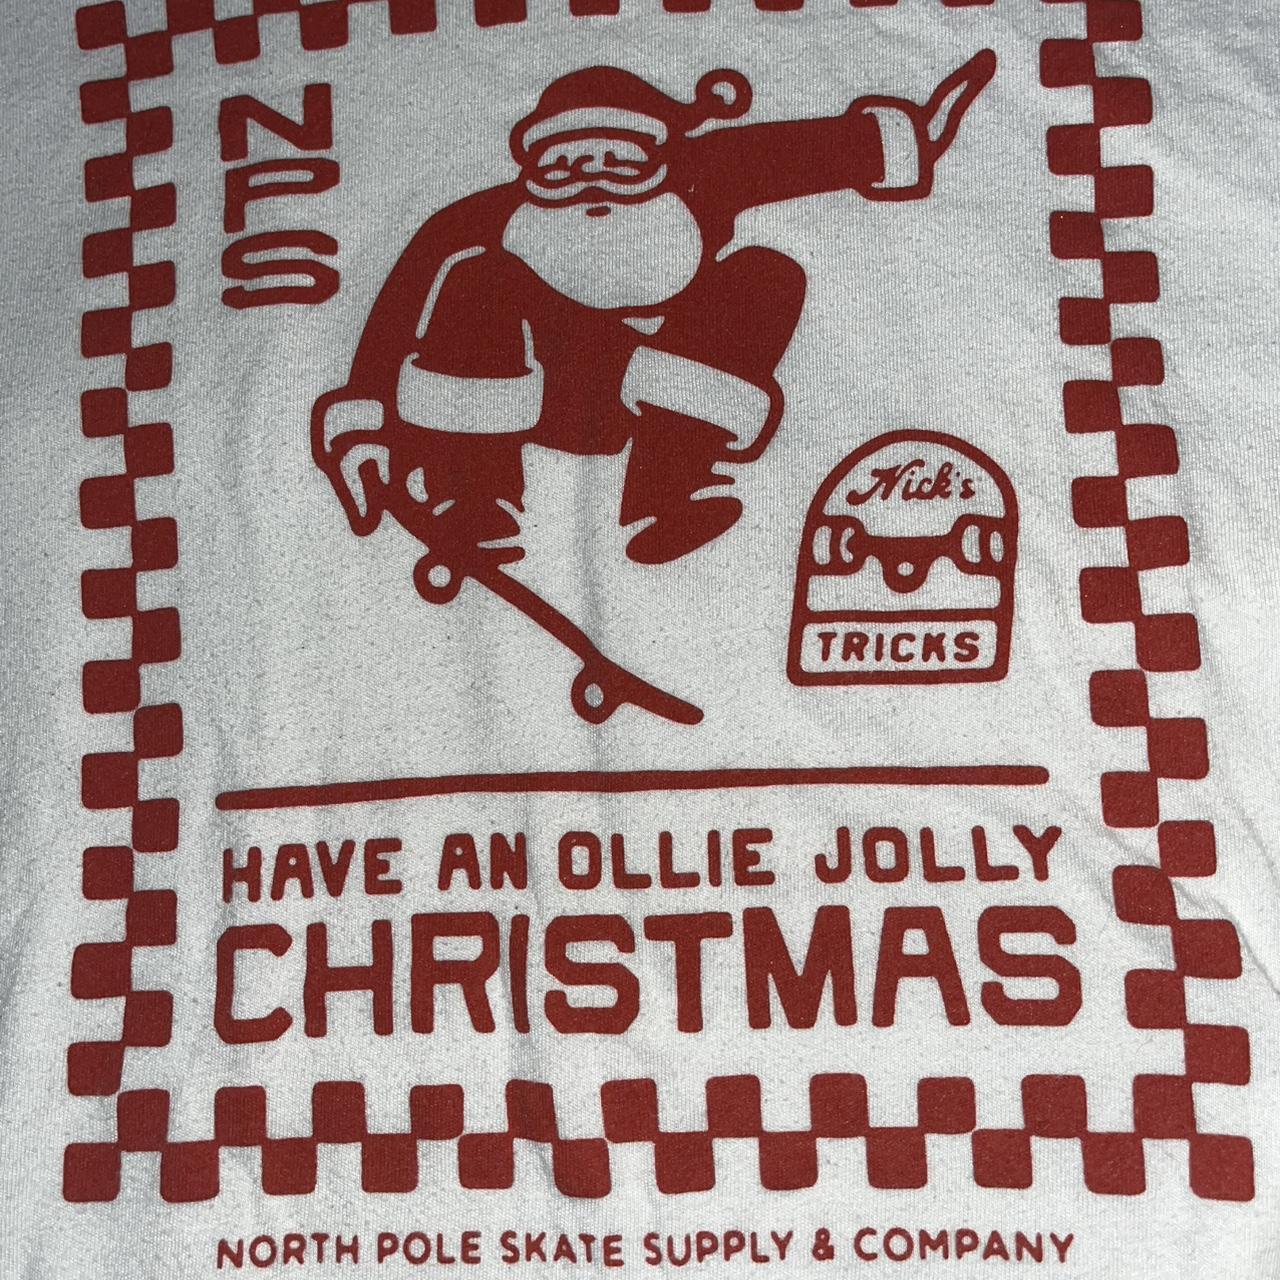 NPS
Nick's
TRICKS
HAVE AN OLLIE JOLLY
CHRISTMAS
NORTH POLE SKATE SUPPLY & COMPANY